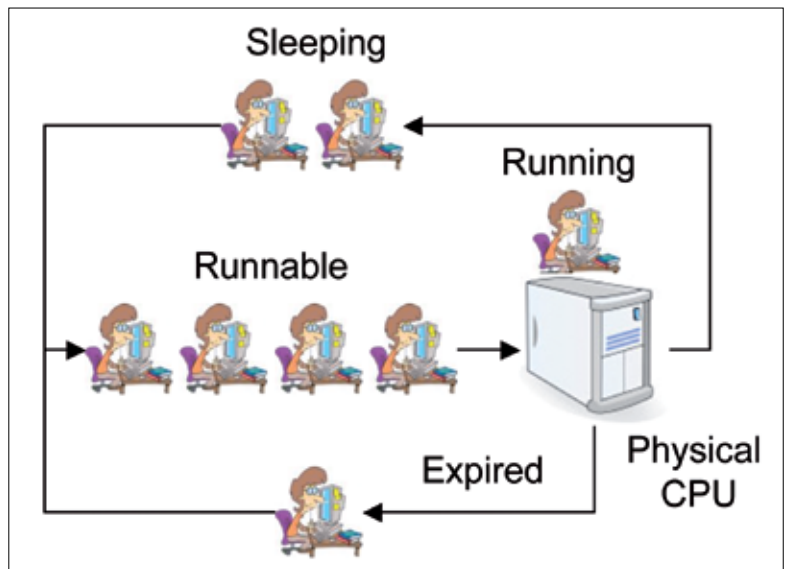 Sleeping
Running
Runnable
Expired
Physical
CPU